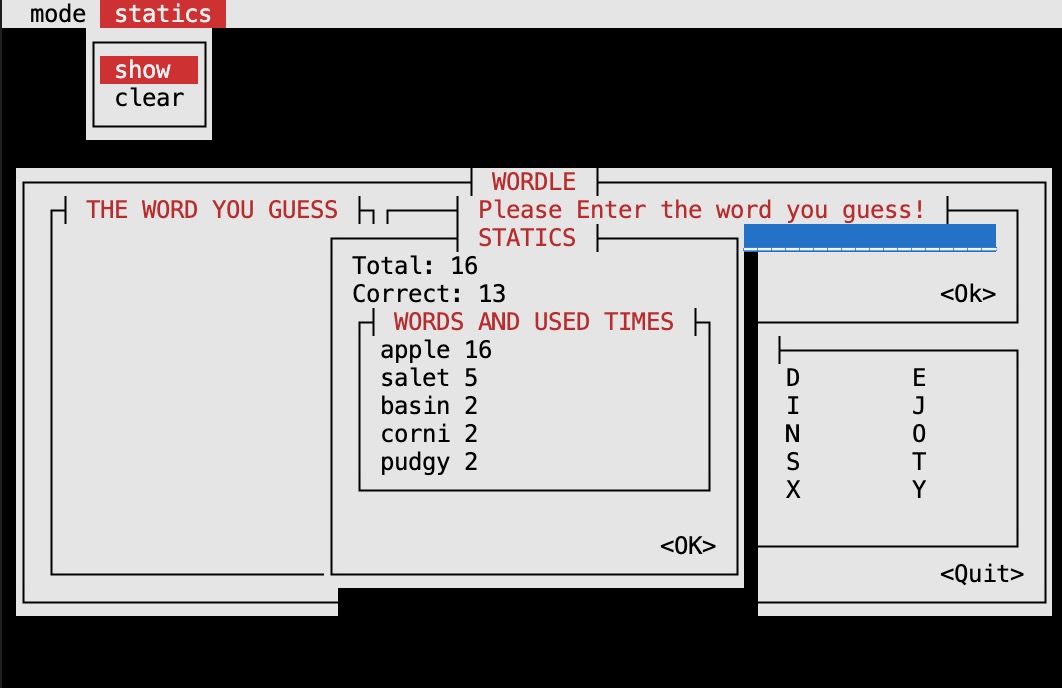 mode statics
show
clear
WORDLE
THE WORD YOU GUESS
Please Enter the word you guess!
STATICS
Total: 16
Correct: 13
<Ok>
WORDS AND USED TIMES
apple 16
salet 5
basin 2
corni 2
pudgy 2
D E
I J
N O
S T
X Y
<OK>
<Quit>